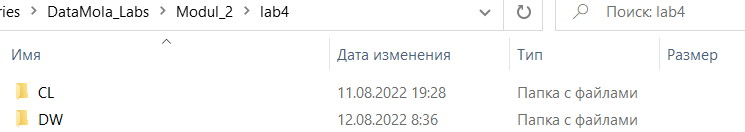 ries › DataMola_Labs › Modul_2 › lab4 Поиск: lab4
Имя Дата изменения Тип Размер
CL 11.08.2022 19:28 Папка с файлами
DW 12.08.2022 8:36 Папка с файлами